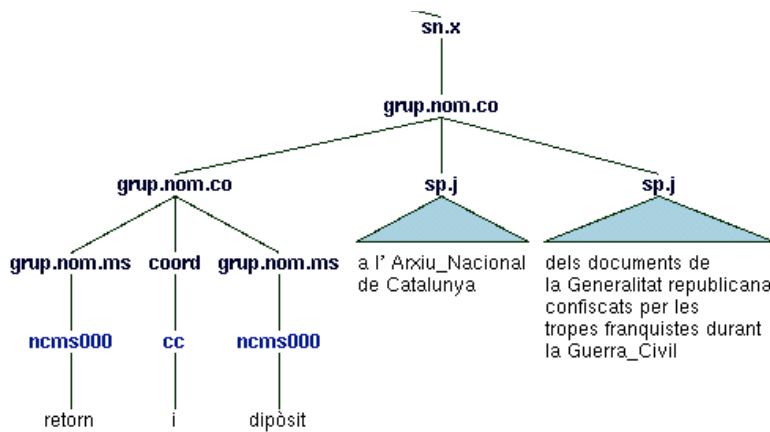 sn.x
grup.nom.co
grup.nom.co sp.j sp.j
grup.nom.ms coord grup.nom.ms
a l' Arxiu_Nacional
de Catalunya
dels documents de
la Generalitat republicana
confiscats per les
tropes franquistes durant
la Guerra_Civil
ncms000 cc ncms000
retorn i dipòsit